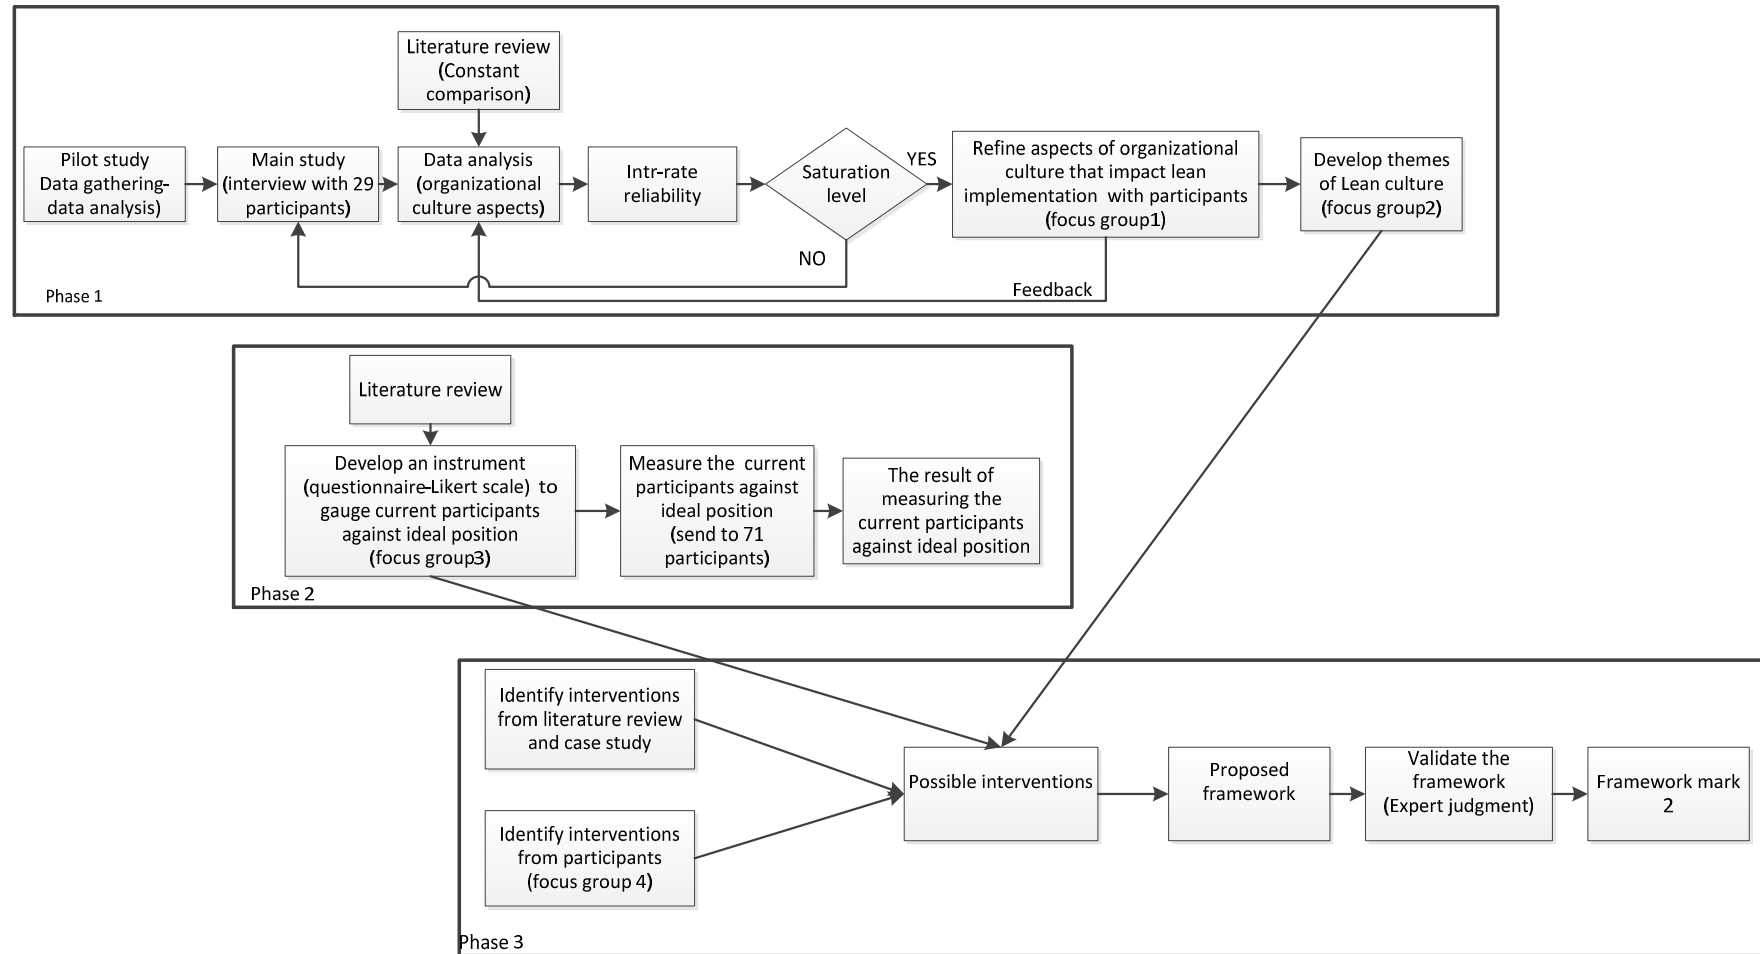 Literature review
(Constant
comparison)
Pilot study
Data gathering-
data analysis)
Main study
(interview with 29
participants)
Data analysis
(organizational
culture aspects)
Intr-rate
reliability
Saturation
level
YES
NO
Refine aspects of organizational
culture that impact lean
implementation with participants
(focus group1)
Develop themes
of Lean culture
(focus group2)
Feedback
Phase 1
Literature review
Develop an instrument
(questionnaire-Likert scale) to
gauge current participants
against ideal position
(focus group3)
Measure the current
participants against
ideal position
(send to 71
participants)
The result of
measuring the
current participants
against ideal position
Phase 2
Identify interventions
from literature review
and case study
Identify interventions
from participants
(focus group 4)
Possible interventions
Proposed
framework
Validate the
framework
(Expert judgment)
Framework mark
2
Phase 3